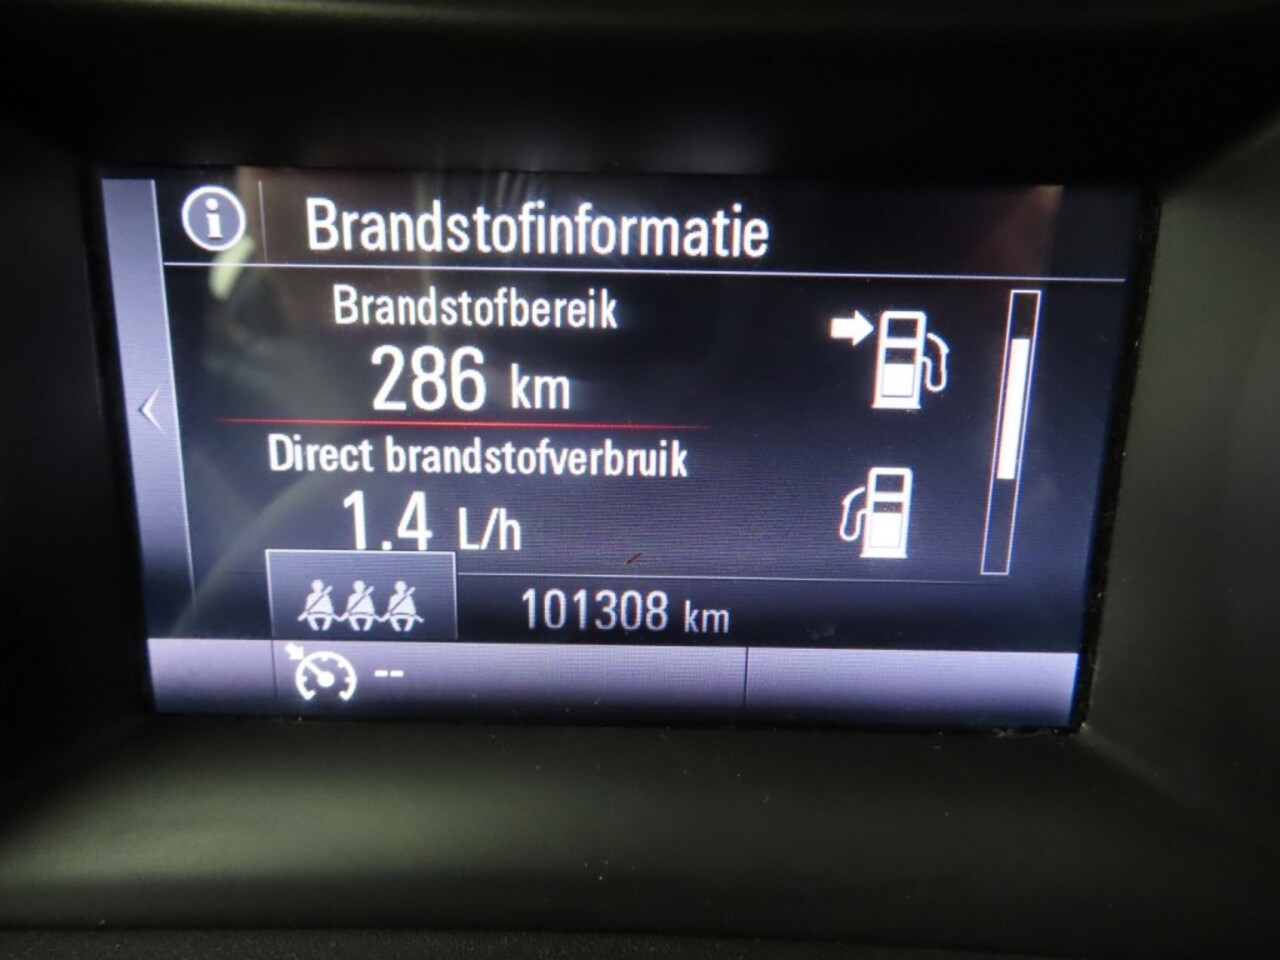 Brandstofinformatie
Brandstofbereik
286 km
Direct brandstofverbruik
1.4 L/h
101308 km
--